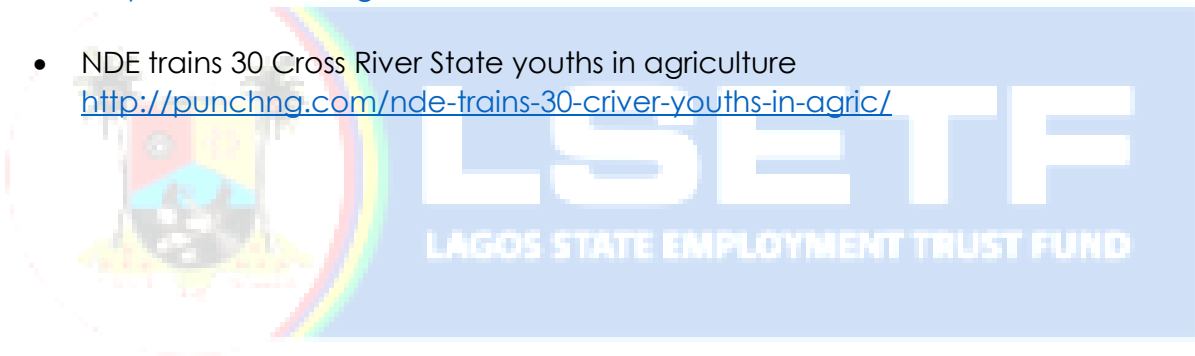 • NDE trains 30 Cross River State youths in agriculture
http://punchng.com/nde-trains-30-criver-youths-in-agric/
LSETF
LAGOS STATE EMPLOYMENT TRUST FUND